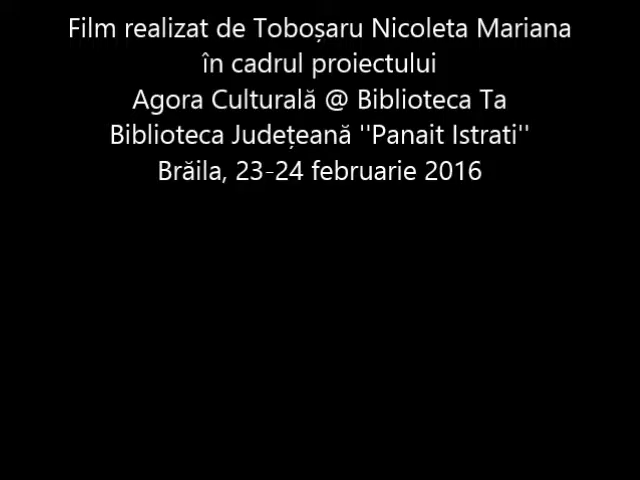 Film realizat de Toboșaru Nicoleta Mariana
în cadrul proiectului
Agora Culturală @ Biblioteca Ta
Biblioteca Județeană ''Panait Istrati''
Brăila, 23-24 februarie 2016